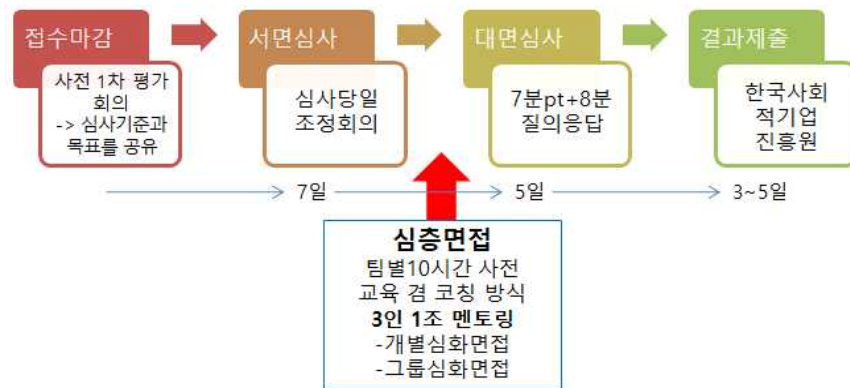 접수마감
서면심사
대면심사
결과제출
사전 1차 평가
회의
-> 심사기준과
목표를 공유
심사당일
조정회의
7분pt+8분
질의응답
한국사회
적기업
진흥원
7일
5일
3~5일
심층면접
팀별10시간 사전
교육 겸 코칭 방식
3인 1조 멘토링
-개별심화면접
-그룹심화면접